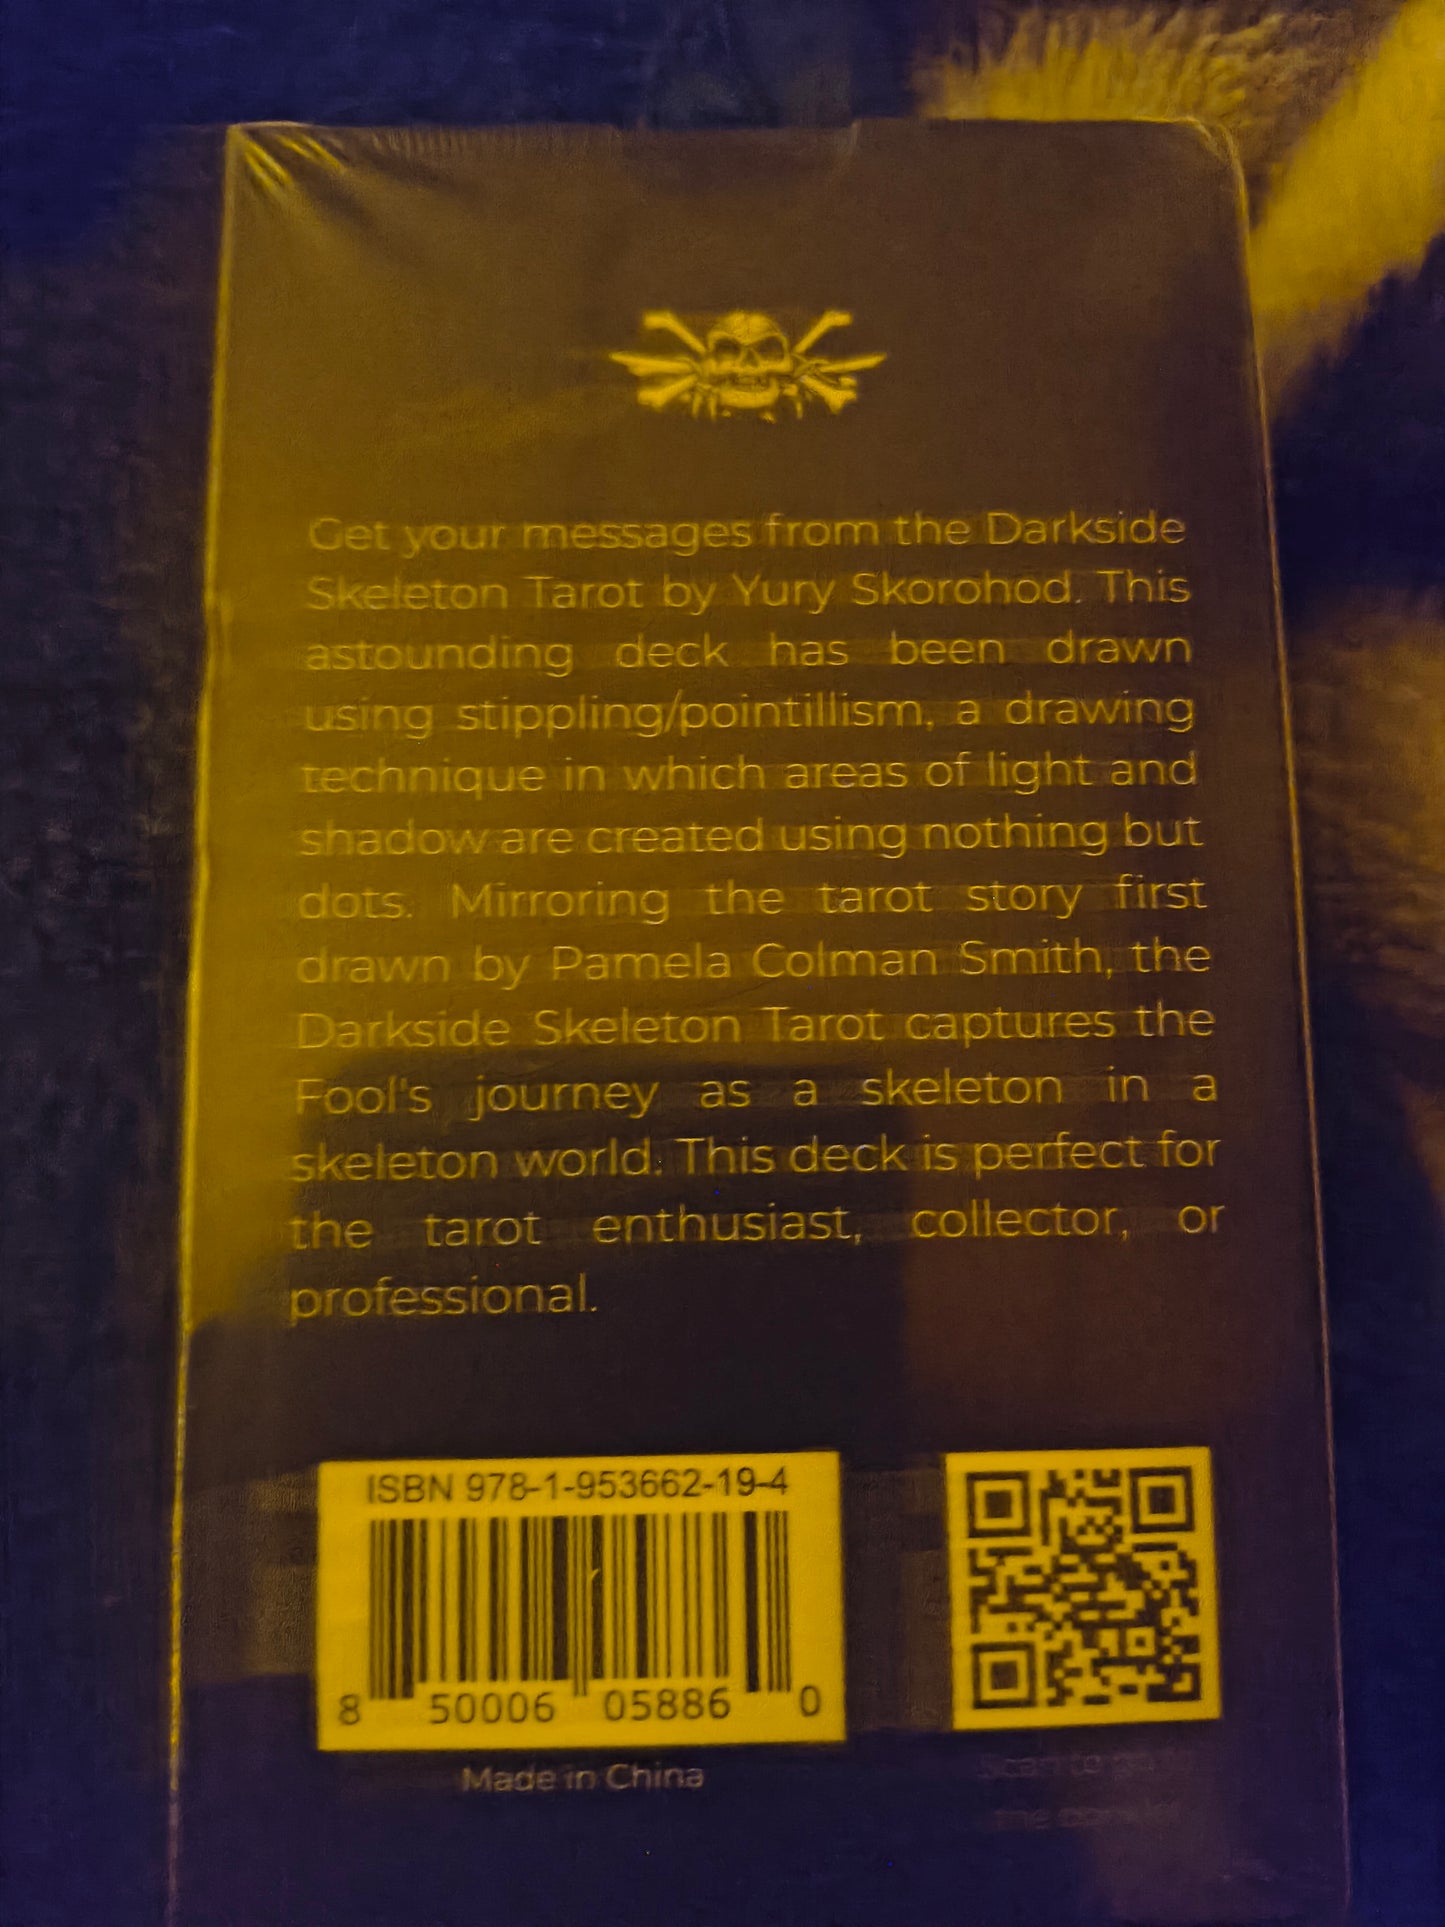 Get your messages from the Darkside
Skeleton Tarot by Yury Skorohod. This
astounding deck has been drawn
using stippling/pointillism, a drawing
technique in which areas of light and
shadow are created using nothing but
dots. Mirroring the tarot story first
drawn by Pamela Colman Smith, the
Darkside Skeleton Tarot captures the
Fool's journey as a skeleton in a
skeleton world. This deck is perfect for
the tarot enthusiast, collector, or
professional.
ISBN 978-1-953662-19-4
8 50006 05886 0
Made in China
Scan to